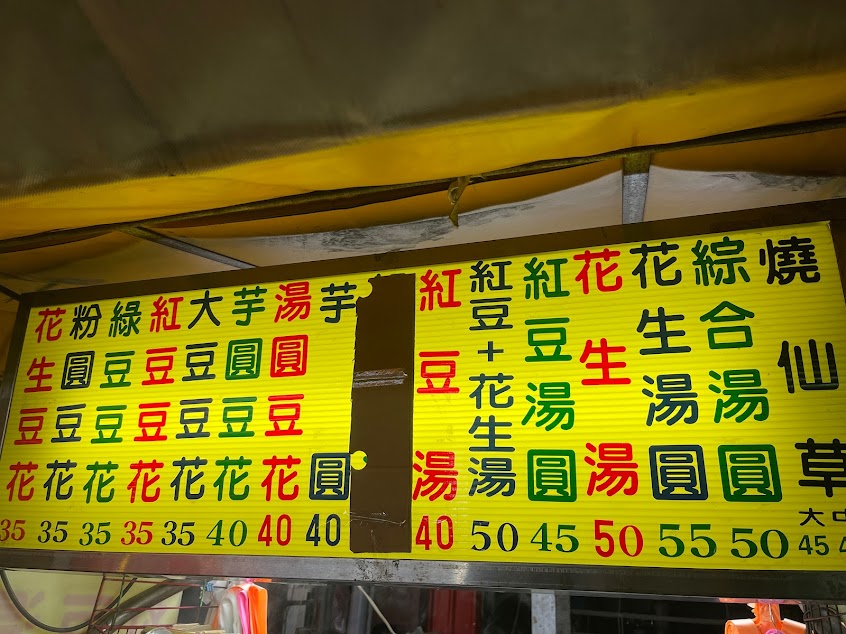 燒仙草 大 45
綜合湯圓 50
花生湯圓 55
花生湯 50
紅豆湯圓 45
紅豆+花生湯 50
紅豆湯 40
芋圓 40
湯圓豆花 40
芋圓豆花 40
大豆豆花 35
紅豆豆花 35
綠豆豆花 35
粉圓豆花 35
花生豆花 35